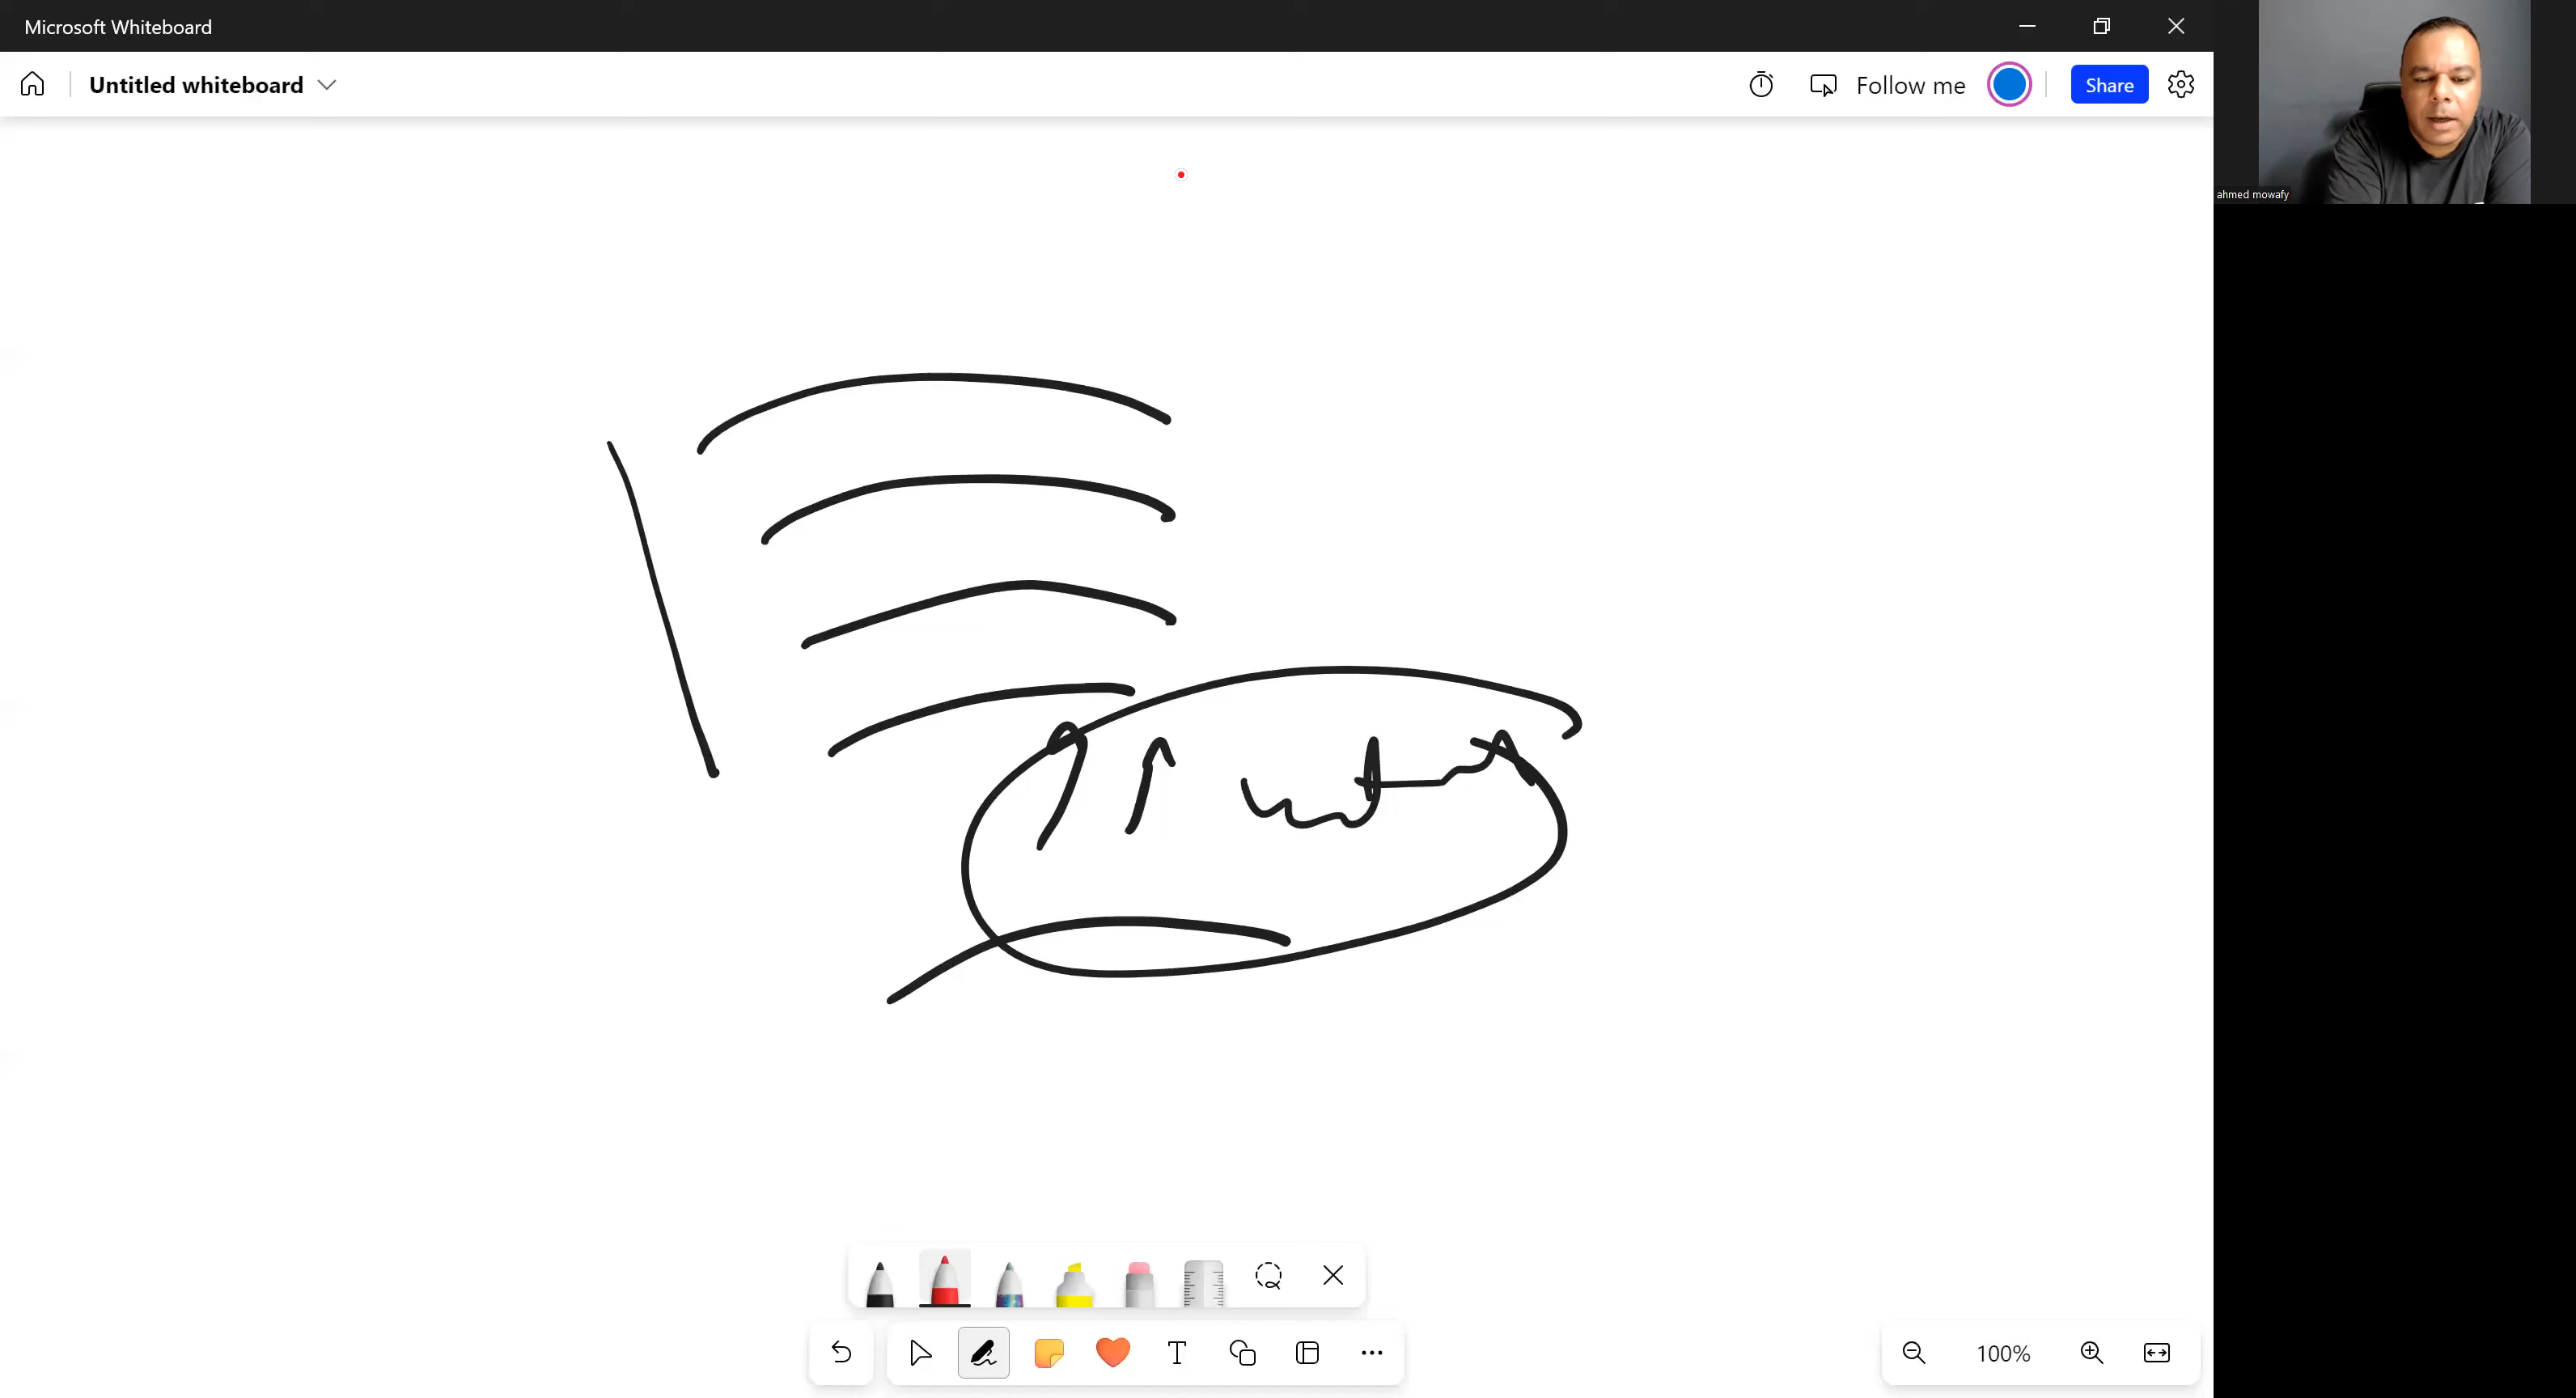 Microsoft Whiteboard
Untitled whiteboard
Follow me
Share
ahmed mowafy
100%